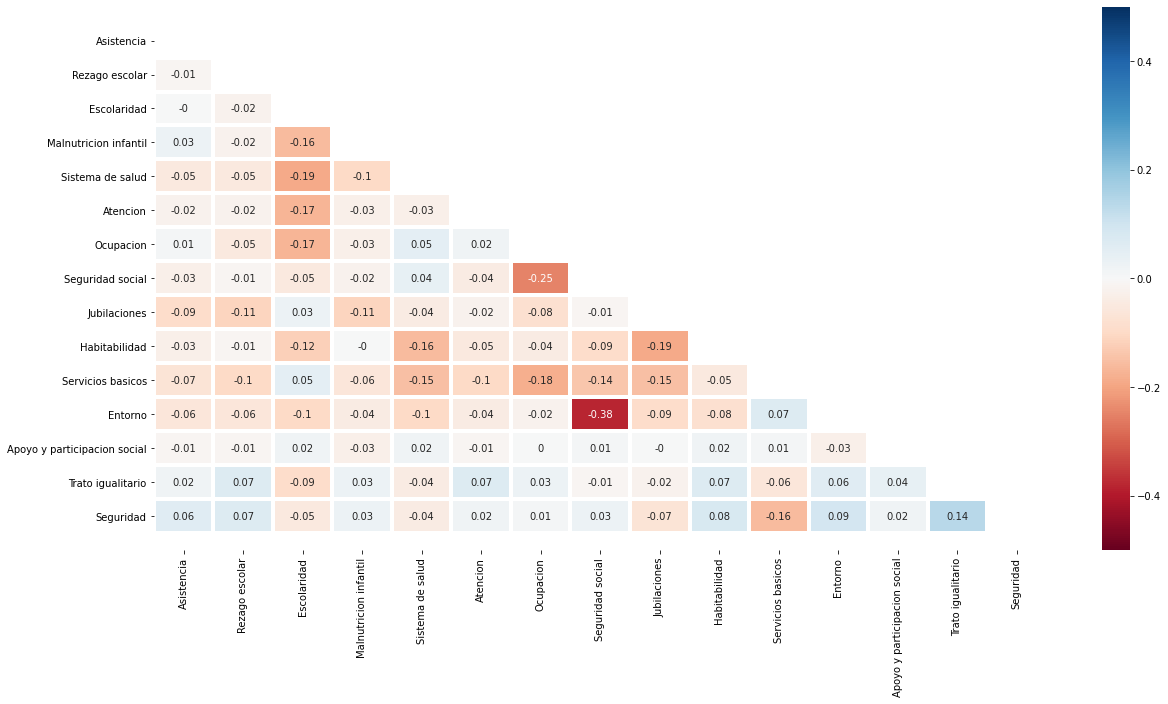 Asistencia
Rezago escolar -0.01
Escolaridad -0 -0.02
Malnutricion infantil 0.03 -0.02 -0.16
Sistema de salud -0.05 -0.05 -0.19 -0.1
Atencion -0.02 -0.02 -0.17 -0.03 -0.03
Ocupacion 0.01 -0.05 -0.17 -0.03 0.05 0.02
Seguridad social -0.03 -0.01 -0.05 -0.02 0.04 -0.04 -0.25
Jubilaciones -0.09 -0.11 0.03 -0.11 -0.04 -0.02 -0.08 -0.01
Habitabilidad -0.03 -0.01 -0.12 -0 -0.16 -0.05 -0.04 -0.09 -0.19
Servicios basicos -0.07 -0.1 0.05 -0.06 -0.15 -0.1 -0.18 -0.14 -0.15 -0.05
Entorno -0.06 -0.06 -0.1 -0.04 -0.1 -0.04 -0.02 -0.38 -0.09 -0.08 0.07
Apoyo y participacion social -0.01 -0.01 0.02 -0.03 0.02 -0.01 0 0.01 -0 0.02 0.01 -0.03
Trato igualitario 0.02 0.07 -0.09 0.03 -0.04 0.07 0.03 -0.01 -0.02 0.07 -0.06 0.06 0.04
Seguridad 0.06 0.07 -0.05 0.03 -0.04 0.02 0.01 0.03 -0.07 0.08 -0.16 0.09 0.02 0.14
Asistencia
Rezago escolar
Escolaridad
Malnutricion infantil
Sistema de salud
Atencion
Ocupacion
Seguridad social
Jubilaciones
Habitabilidad
Servicios basicos
Entorno
Apoyo y participacion social
Trato igualitario
Seguridad
0.4
0.2
0.0
−0.2
−0.4